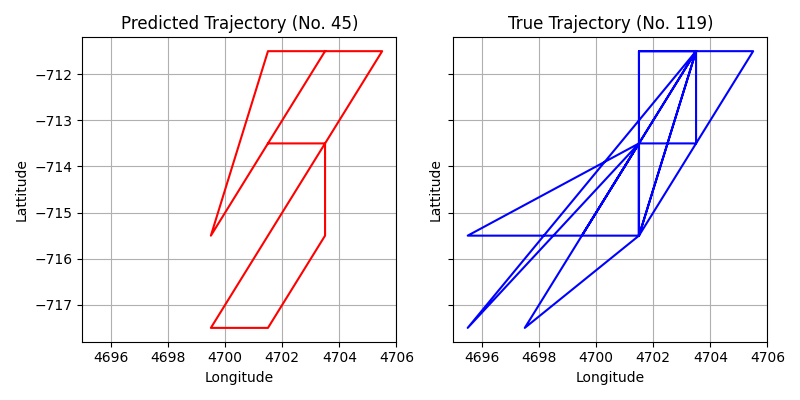 Predicted Trajectory (No. 45)
True Trajectory (No. 119)
Lattitude
−712
−713
−714
−715
−716
−717
4696 4698 4700 4702 4704 4706
Longitude
Lattitude
4696 4698 4700 4702 4704 4706
Longitude